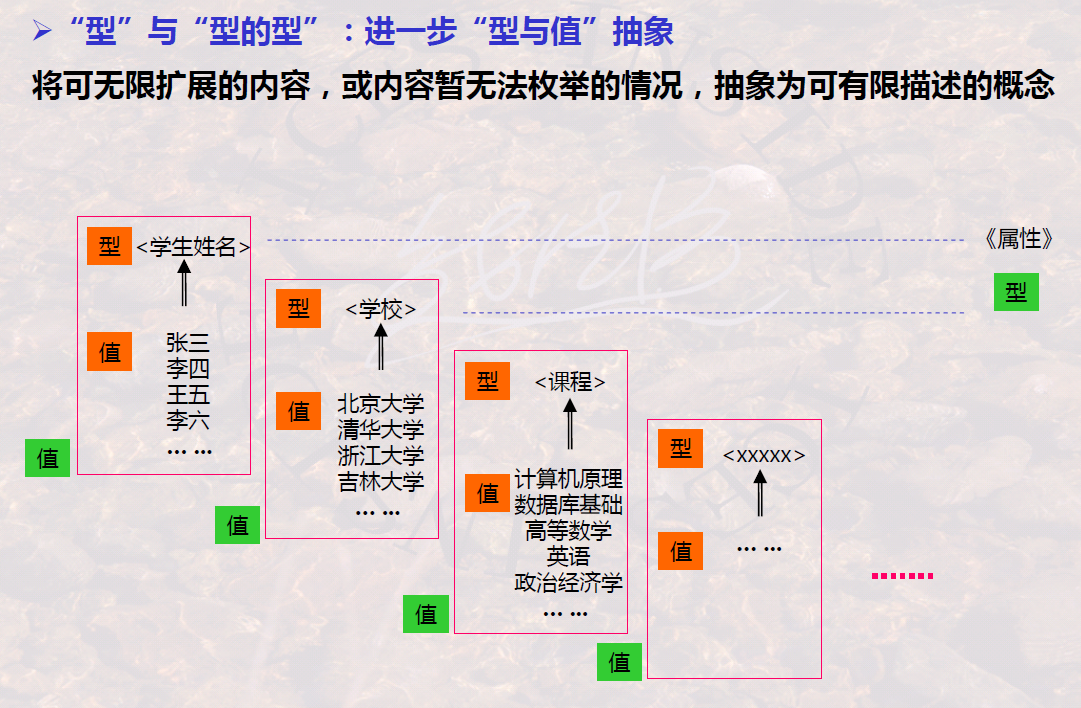 “型”与“型的型”：进一步“型与值”抽象
将可无限扩展的内容，或内容暂无法枚举的情况，抽象为可有限描述的概念
型 <学生姓名>
《属性》
型
值
张三
李四
王五
李六
... ...
值
型 <学校>
值
北京大学
清华大学
浙江大学
吉林大学
... ...
值
型 <课程>
值
计算机原理
数据库基础
高等数学
英语
政治经济学
... ...
值
型 <xxxxx>
值
... ...
值